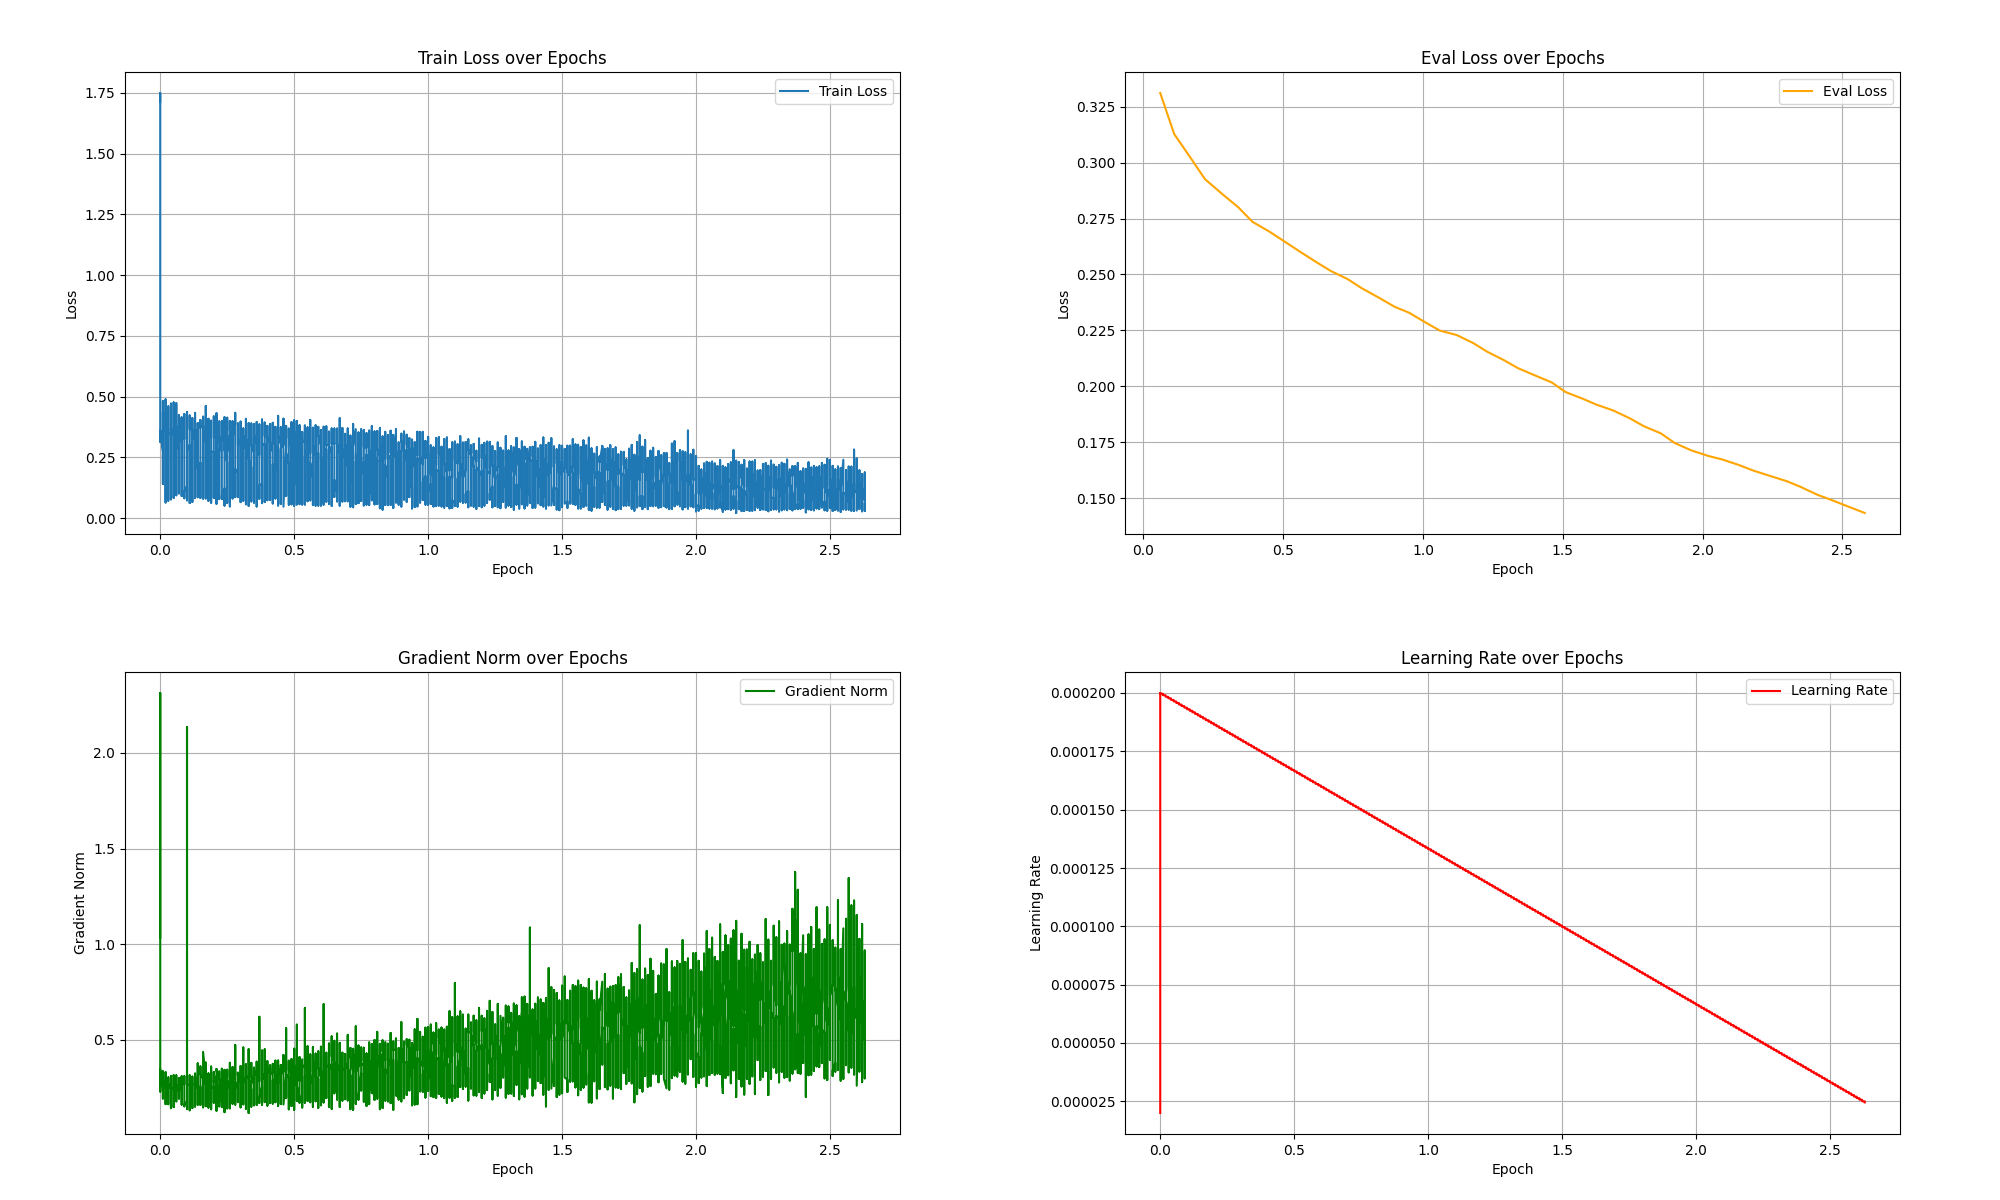 Train Loss over Epochs
Train Loss
1.75
1.50
1.25
1.00
0.75
0.50
0.25
0.00
Loss
0.0 0.5 1.0 1.5 2.0 2.5
Epoch
Eval Loss over Epochs
Eval Loss
0.325
0.300
0.275
0.250
0.225
0.200
0.175
0.150
Loss
0.0 0.5 1.0 1.5 2.0 2.5
Epoch
Gradient Norm over Epochs
Gradient Norm
2.0
1.5
1.0
0.5
Gradient Norm
0.0 0.5 1.0 1.5 2.0 2.5
Epoch
Learning Rate over Epochs
Learning Rate
0.000200
0.000175
0.000150
0.000125
0.000100
0.000075
0.000050
0.000025
Learning Rate
0.0 0.5 1.0 1.5 2.0 2.5
Epoch